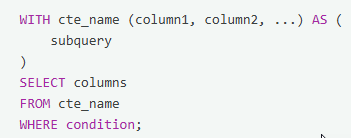 WITH cte_name (column1, column2, ...) AS (
    subquery
)
SELECT columns
FROM cte_name
WHERE condition;